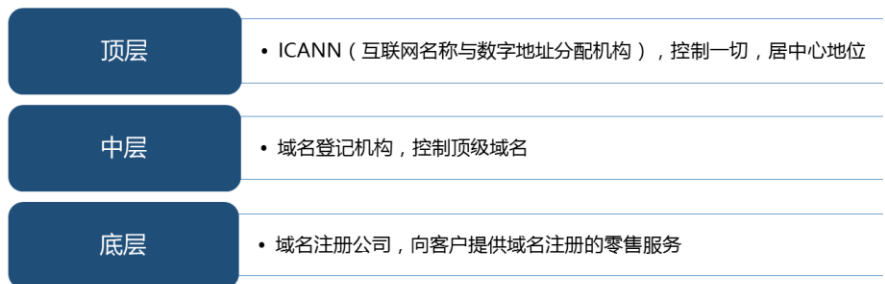 顶层
• ICANN（互联网名称与数字地址分配机构），控制一切，居中心地位
中层
• 域名登记机构，控制顶级域名
底层
• 域名注册公司，向客户提供域名注册的零售服务